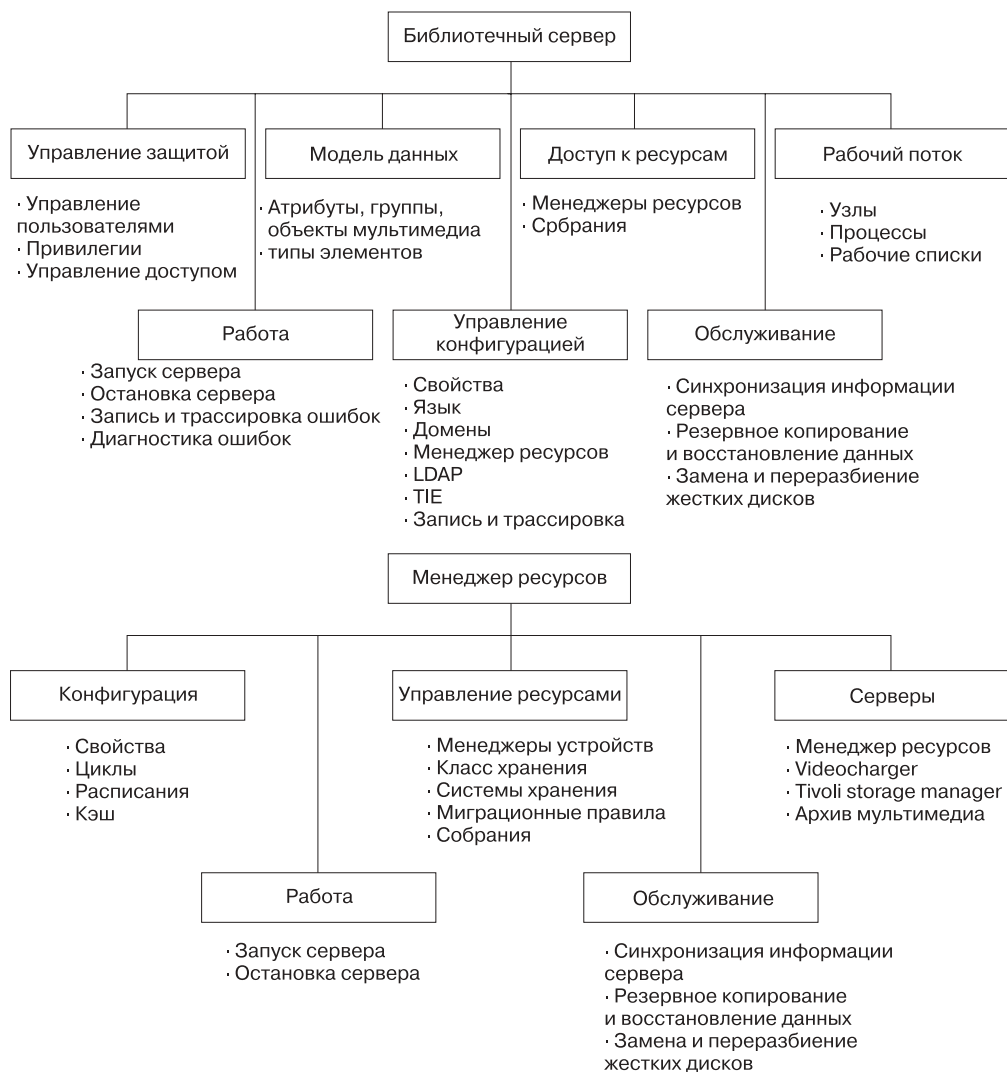 Библиотечный сервер
Управление защитой
· Управление
пользователями
· Привилегии
· Управление доступом
Модель данных
· Атрибуты, группы,
объекты мультимедиа
· типы элементов
Доступ к ресурсам
· Менеджеры ресурсов
· Србрания
Рабочий поток
· Узлы
· Процессы
· Рабочие списки
Работа
· Запуск сервера
· Остановка сервера
· Запись и трассировка ошибок
· Диагностика ошибок
Управление
конфигурацией
· Свойства
· Язык
· Домены
· Менеджер ресурсов
· LDAP
· TIE
· Запись и трассировка
Обслуживание
· Синхронизация информации
сервера
· Резервное копирование
и восстановление данных
· Замена и переразбиение
жестких дисков
Менеджер ресурсов
Конфигурация
· Свойства
· Циклы
· Расписания
· Кэш
Управление ресурсами
· Менеджеры устройств
· Класс хранения
· Системы хранения
· Миграционные правила
· Собрания
Серверы
· Менеджер ресурсов
· Videocharger
· Tivoli storage manager
· Архив мультимедиа
Работа
· Запуск сервера
· Остановка сервера
Обслуживание
· Синхронизация информации
сервера
· Резервное копирование
и восстановление данных
· Замена и переразбиение
жестких дисков